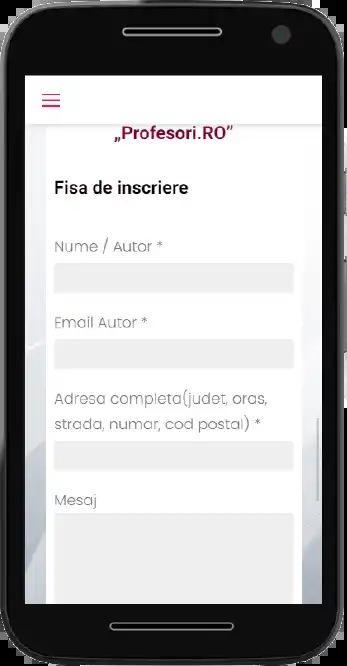 „Profesori.RO”
Fisa de inscriere
Nume / Autor *
Email Autor *
Adresa completa(judet, oras,
strada, numar, cod postal) *
Mesaj